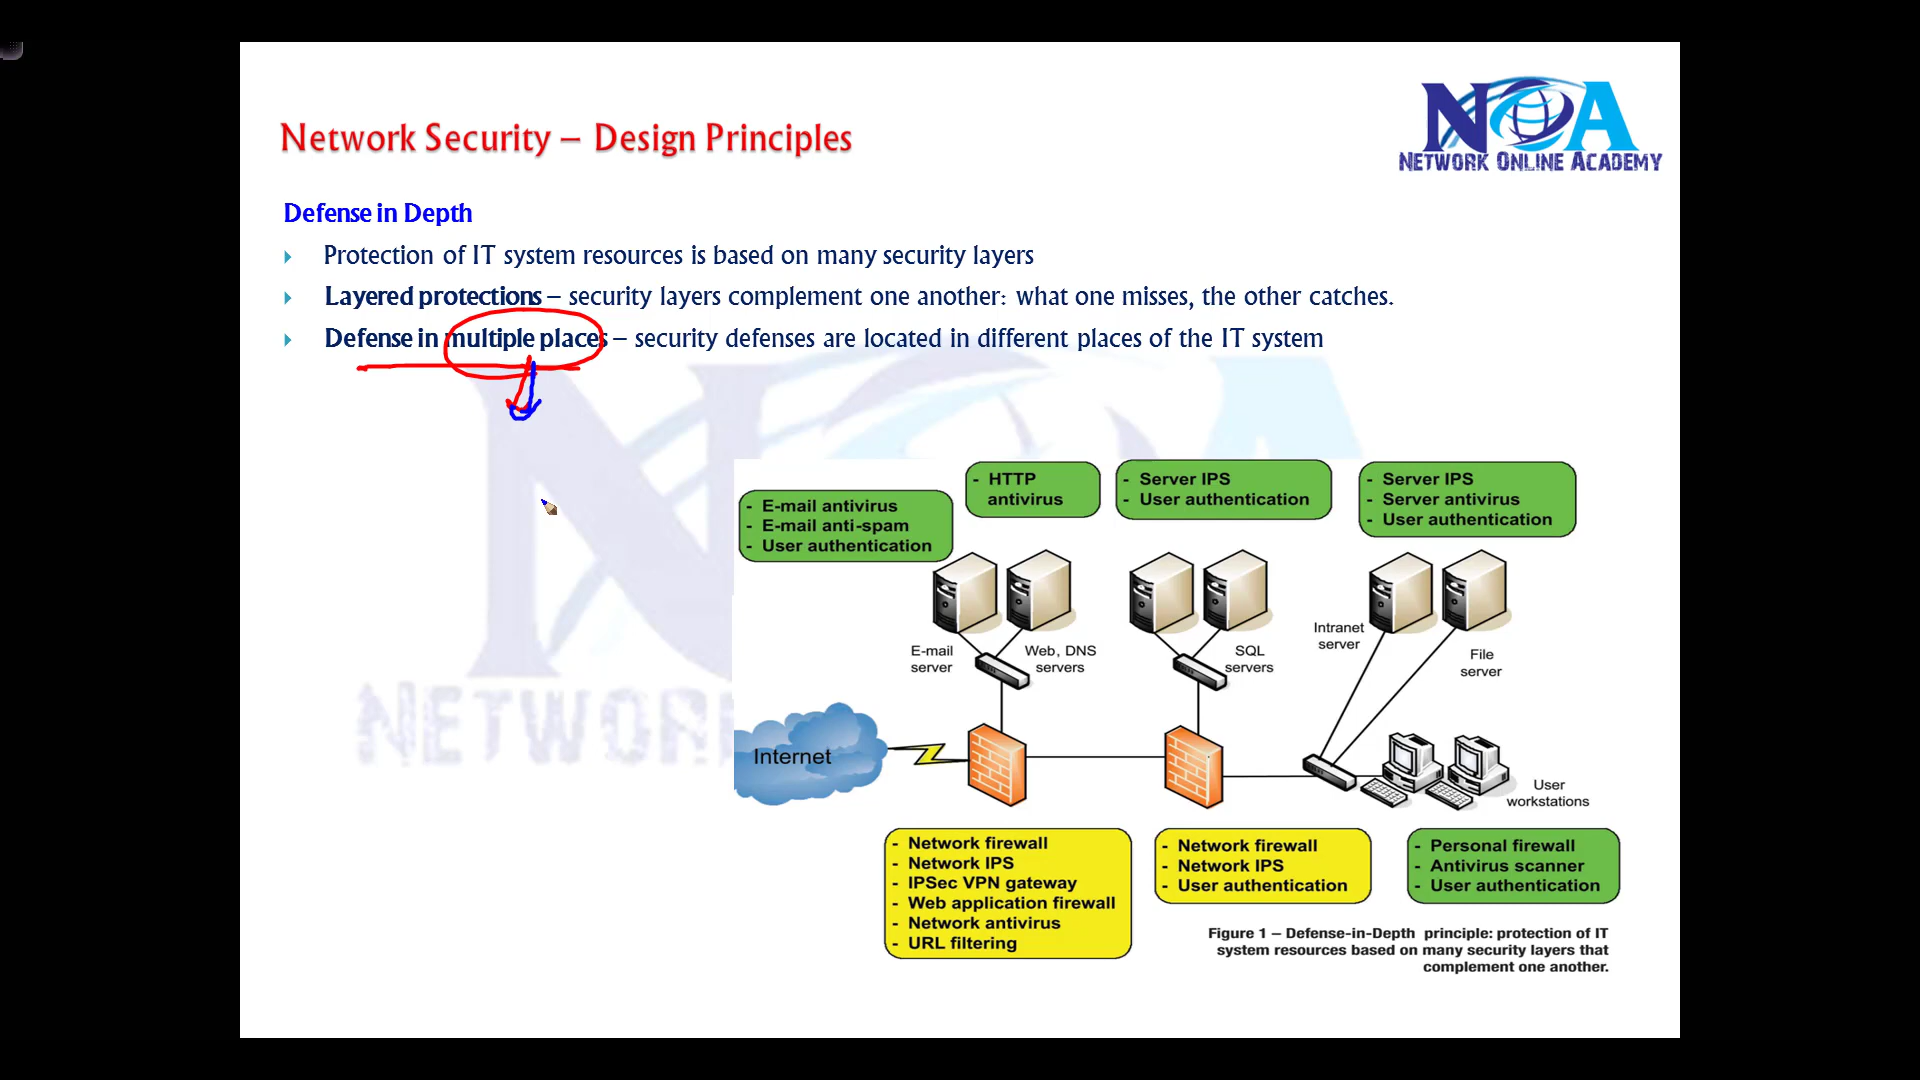 NOA
NETWORK ONLINE ACADEMY
Network Security – Design Principles
Defense in Depth
Protection of IT system resources is based on many security layers
Layered protections – security layers complement one another: what one misses, the other catches.
Defense in multiple places – security defenses are located in different places of the IT system
- E-mail antivirus
- E-mail anti-spam
- User authentication
- HTTP
antivirus
- Server IPS
- User authentication
- Server IPS
- Server antivirus
- User authentication
E-mail
server
Web, DNS
servers
SQL
servers
Intranet
server
File
server
Internet
User
workstations
- Network firewall
- Network IPS
- IPSec VPN gateway
- Web application firewall
- Network antivirus
- URL filtering
- Network firewall
- Network IPS
- User authentication
- Personal firewall
- Antivirus scanner
- User authentication
Figure 1 – Defense-in-Depth principle: protection of IT
system resources based on many security layers that
complement one another.
NETWOR